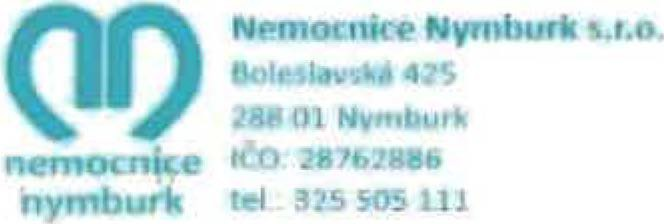 nemocnice
nymburk
Nemocnice Nymburk s.r.o.
Boleslavská 425
288 01 Nymburk
IČO: 28762886
tel.: 325 505 111